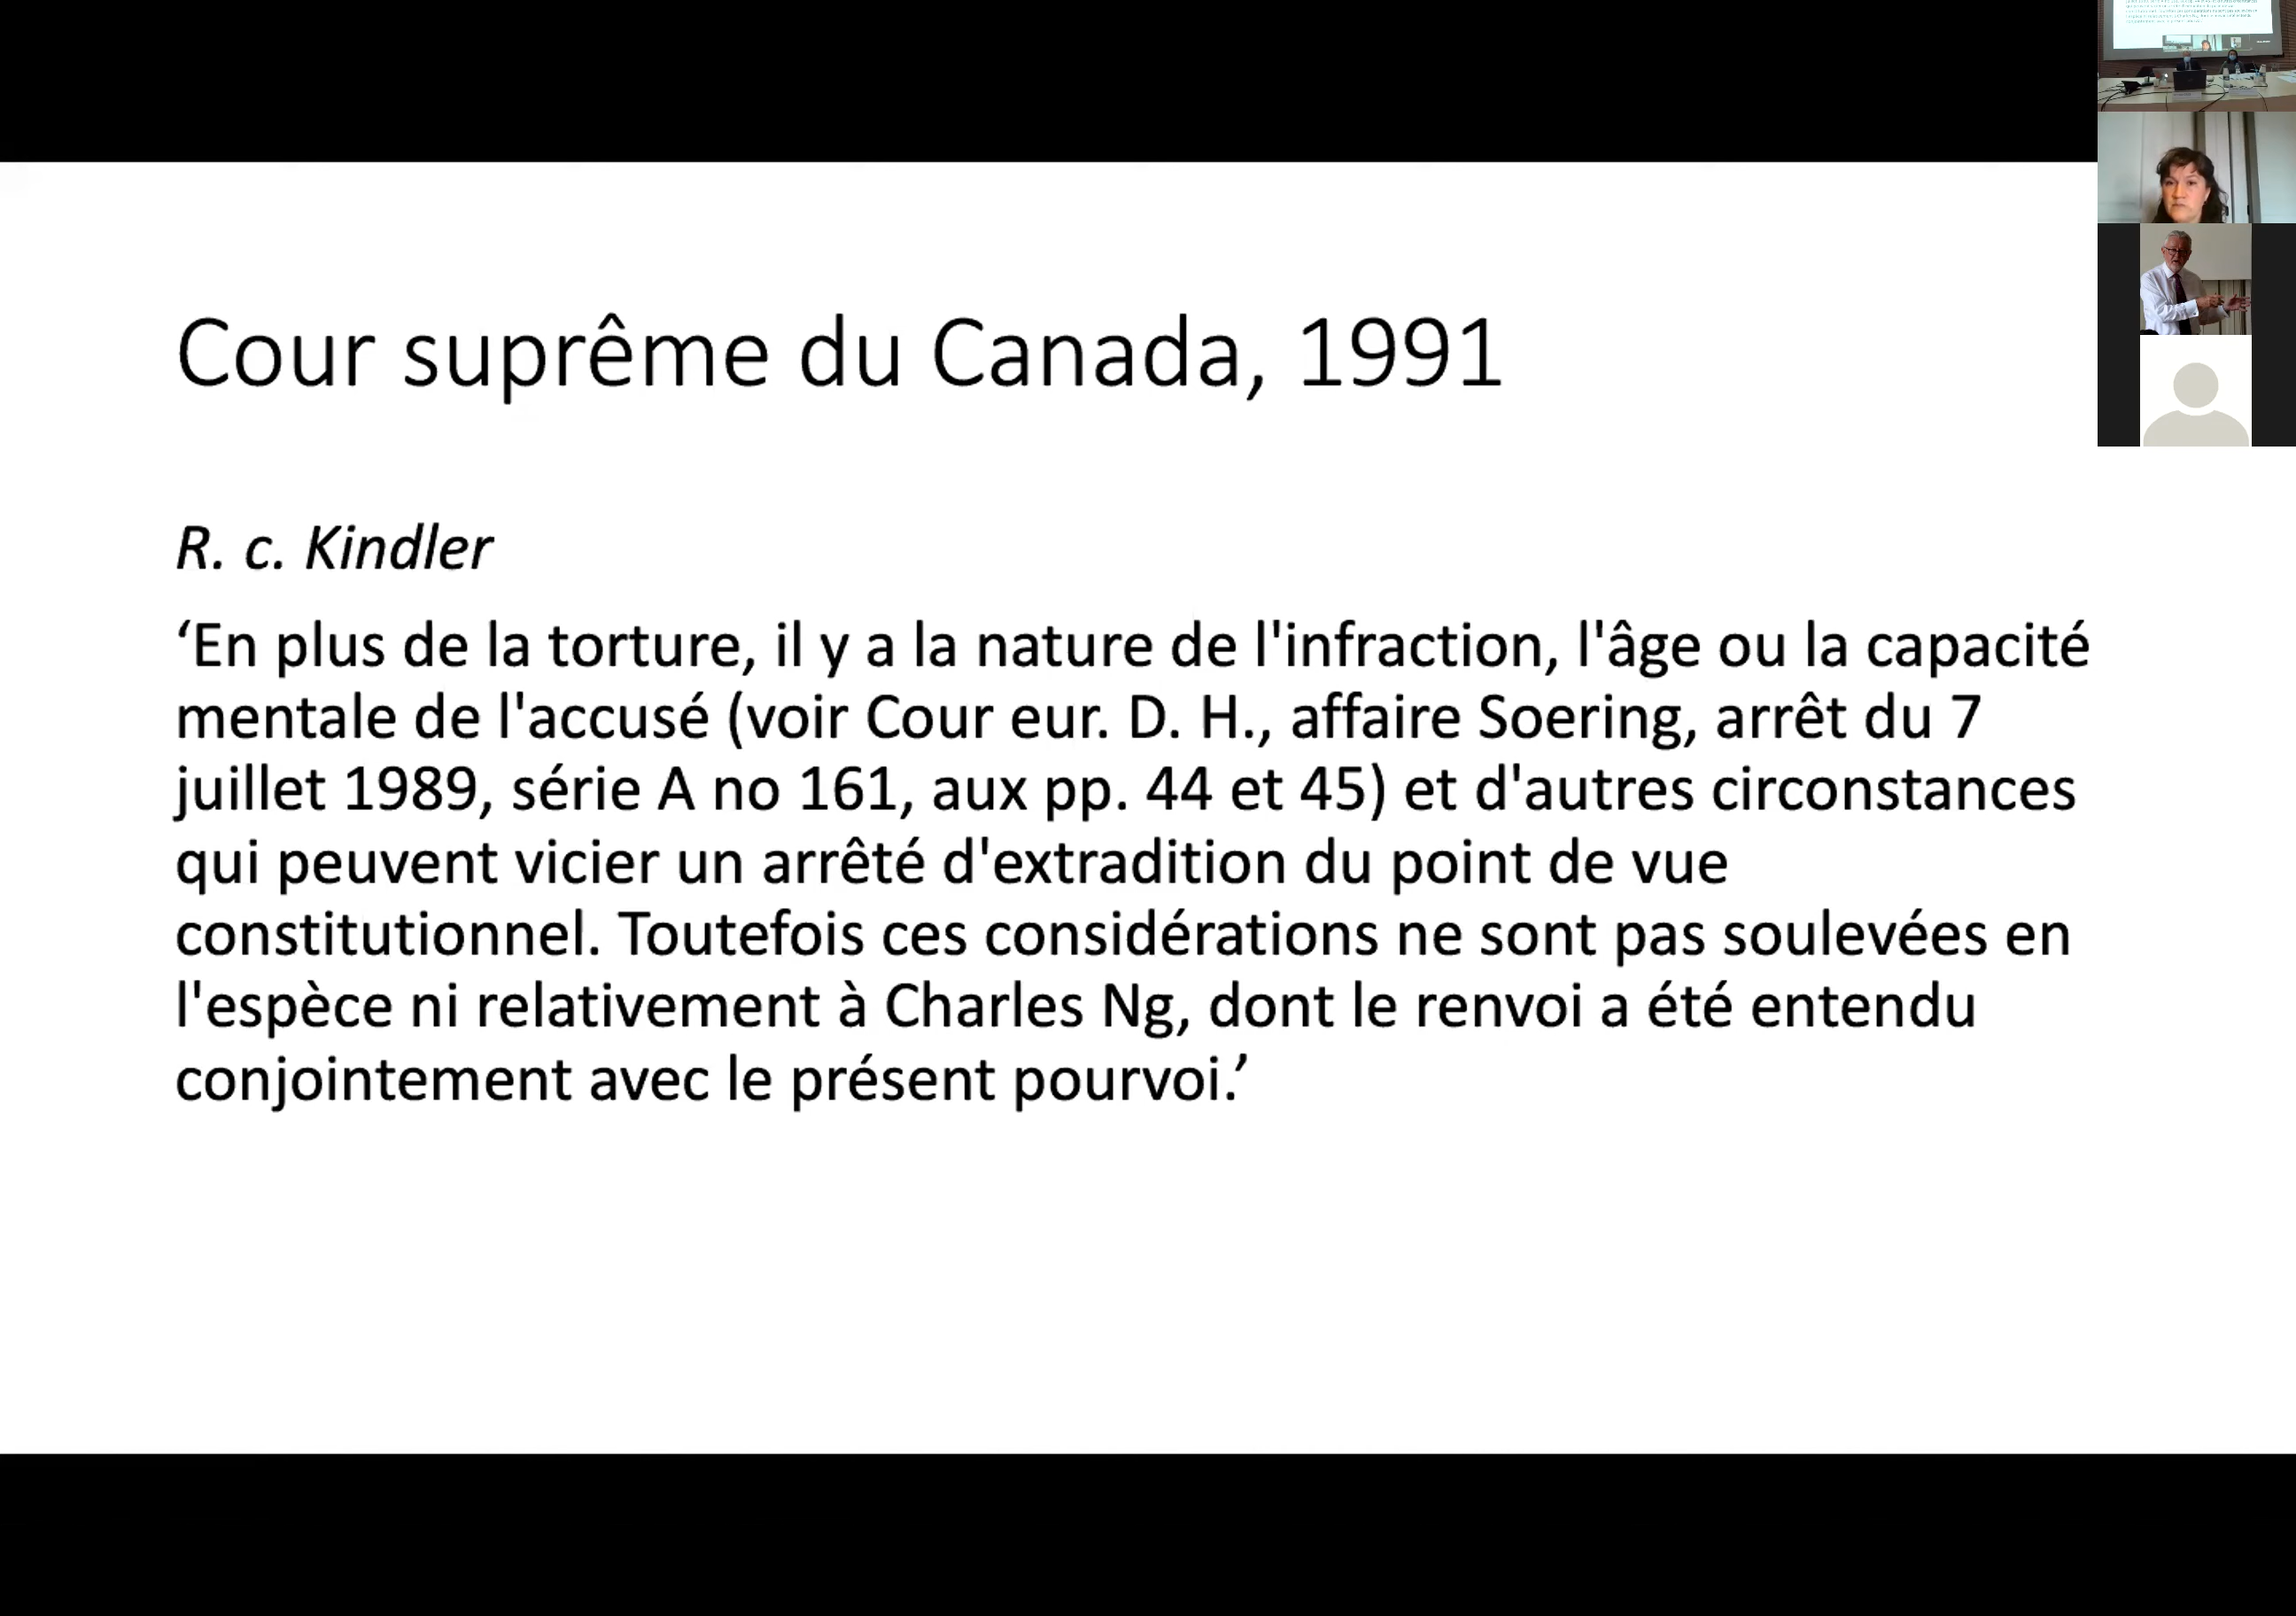 Cour suprême du Canada, 1991
R. c. Kindler
‘En plus de la torture, il y a la nature de l'infraction, l'âge ou la capacité
mentale de l'accusé (voir Cour eur. D. H., affaire Soering, arrêt du 7
juillet 1989, série A no 161, aux pp. 44 et 45) et d'autres circonstances
qui peuvent vicier un arrêté d'extradition du point de vue
constitutionnel. Toutefois ces considérations ne sont pas soulevées en
l'espèce ni relativement à Charles Ng, dont le renvoi a été entendu
conjointement avec le présent pourvoi.’